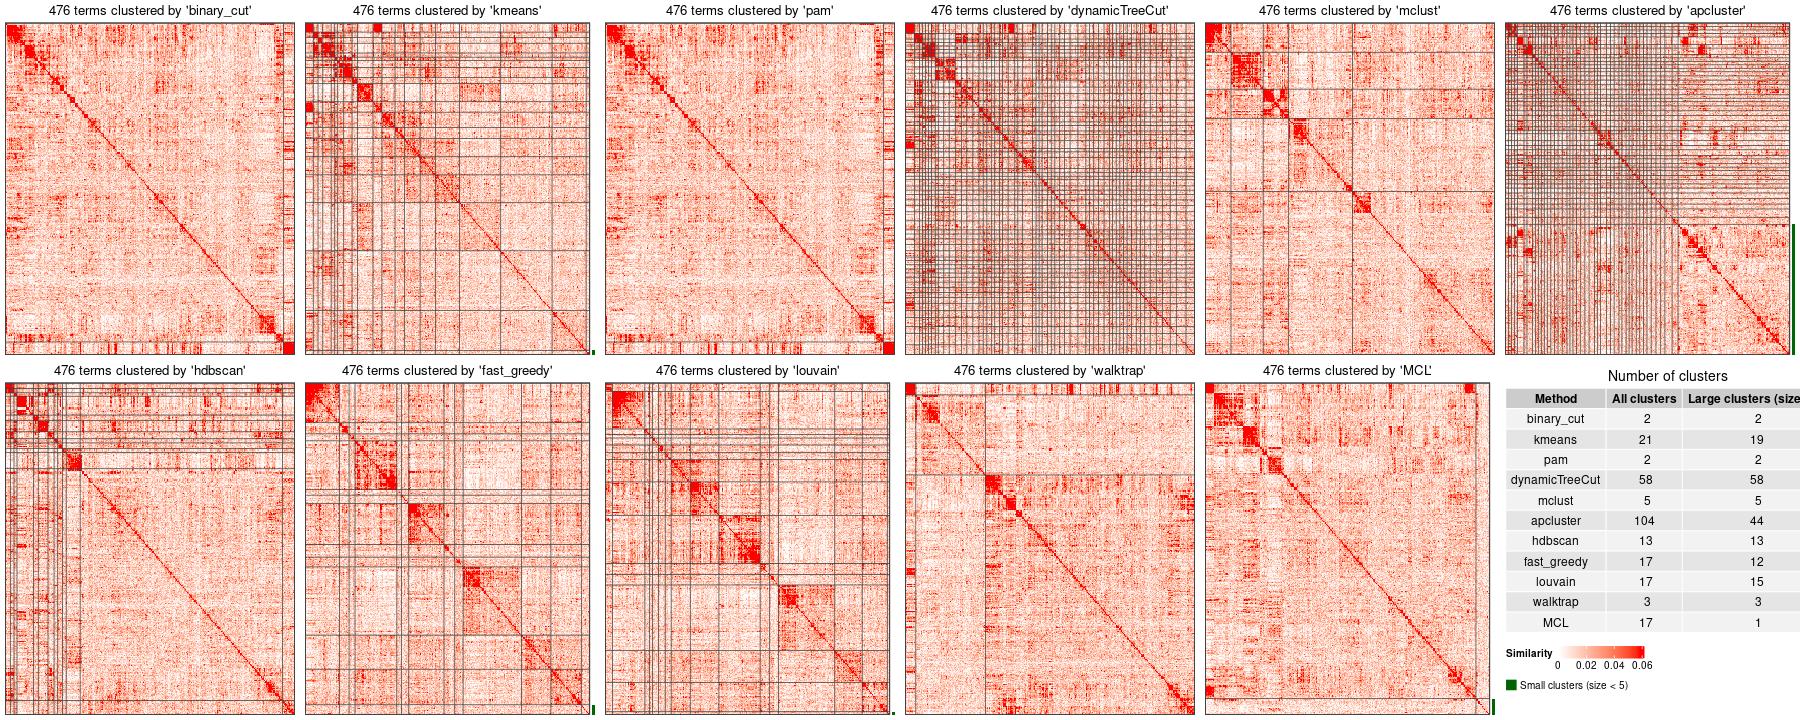 476 terms clustered by 'binary_cut'
476 terms clustered by 'kmeans'
476 terms clustered by 'pam'
476 terms clustered by 'dynamicTreeCut'
476 terms clustered by 'mclust'
476 terms clustered by 'apcluster'
476 terms clustered by 'hdbscan'
476 terms clustered by 'fast_greedy'
476 terms clustered by 'louvain'
476 terms clustered by 'walktrap'
476 terms clustered by 'MCL'
Number of clusters
Method All clusters Large clusters (size
binary_cut 2 2
kmeans 21 19
pam 2 2
dynamicTreeCut 58 58
mclust 5 5
apcluster 104 44
hdbscan 13 13
fast_greedy 17 12
louvain 17 15
walktrap 3 3
MCL 17 1
Similarity
0 0.02 0.04 0.06
Small clusters (size < 5)